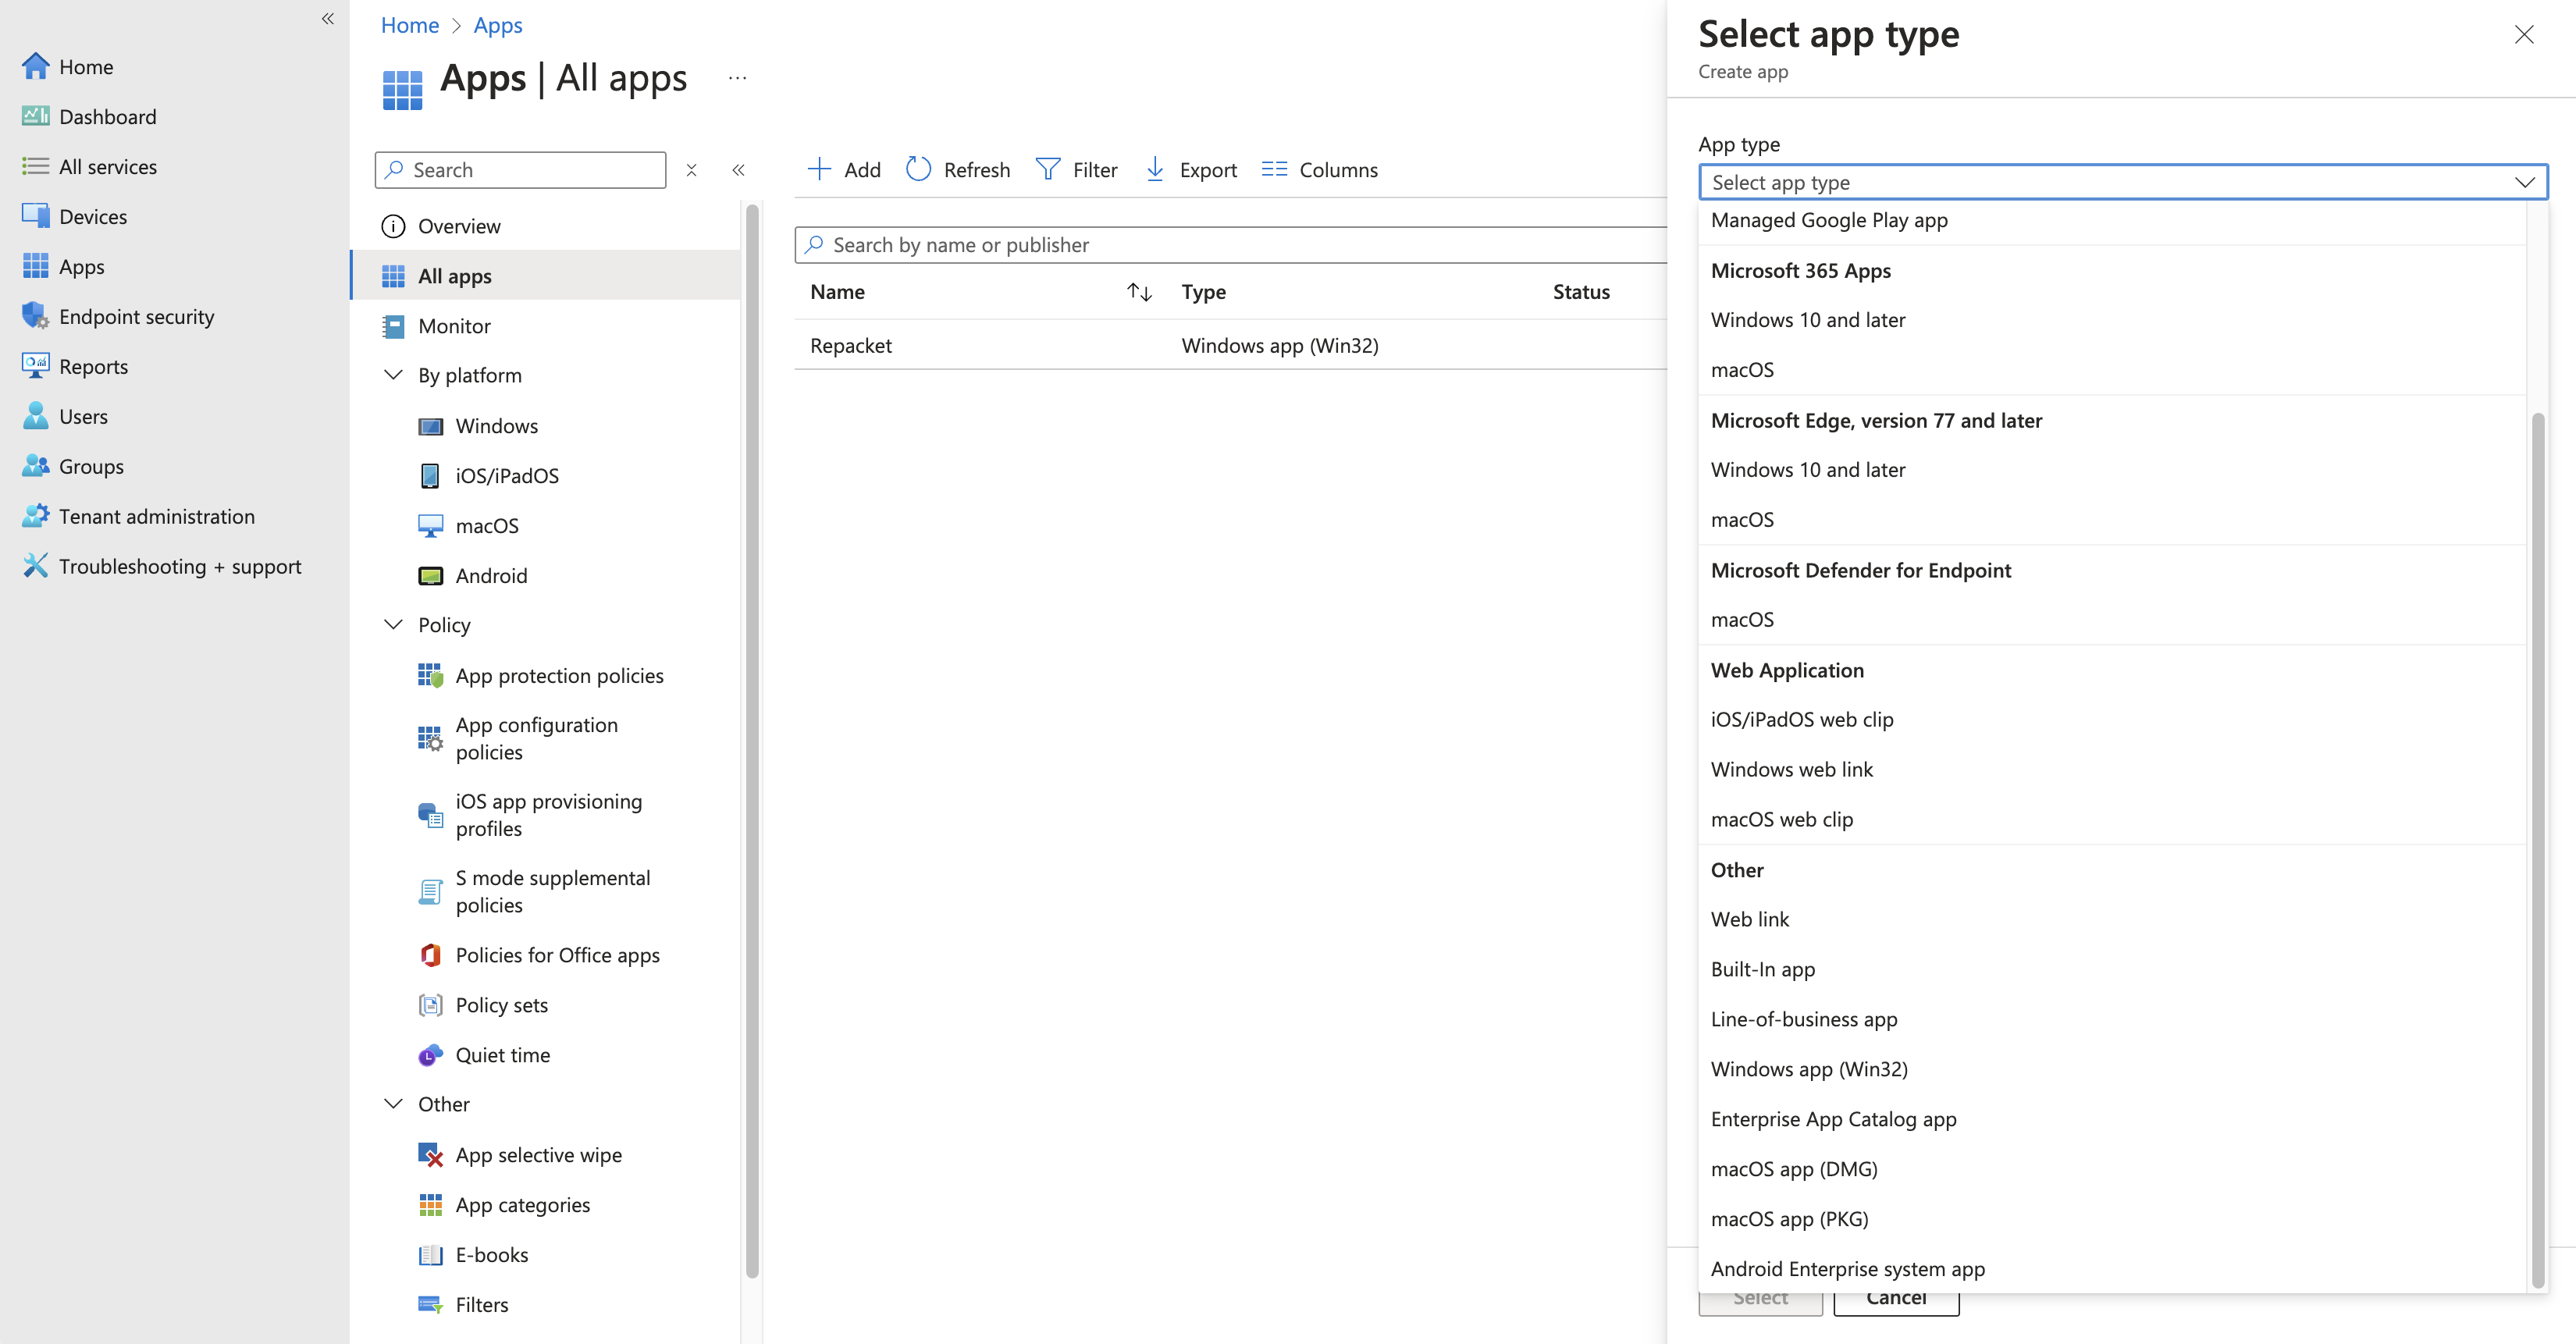 Home
Dashboard
All services
Devices
Apps
Endpoint security
Reports
Users
Groups
Tenant administration
Troubleshooting + support
Home > Apps
Apps | All apps
Search
Overview
All apps
Monitor
By platform
Windows
iOS/iPadOS
macOS
Android
Policy
App protection policies
App configuration
policies
iOS app provisioning
profiles
S mode supplemental
policies
Policies for Office apps
Policy sets
Quiet time
Other
App selective wipe
App categories
E-books
Filters
Add Refresh Filter Export Columns
Search by name or publisher
Name Type Status
Repacket Windows app (Win32)
Select app type
Create app
App type
Select app type
Managed Google Play app
Microsoft 365 Apps
Windows 10 and later
macOS
Microsoft Edge, version 77 and later
Windows 10 and later
macOS
Microsoft Defender for Endpoint
macOS
Web Application
iOS/iPadOS web clip
Windows web link
macOS web clip
Other
Web link
Built-In app
Line-of-business app
Windows app (Win32)
Enterprise App Catalog app
macOS app (DMG)
macOS app (PKG)
Android Enterprise system app
Select Cancel